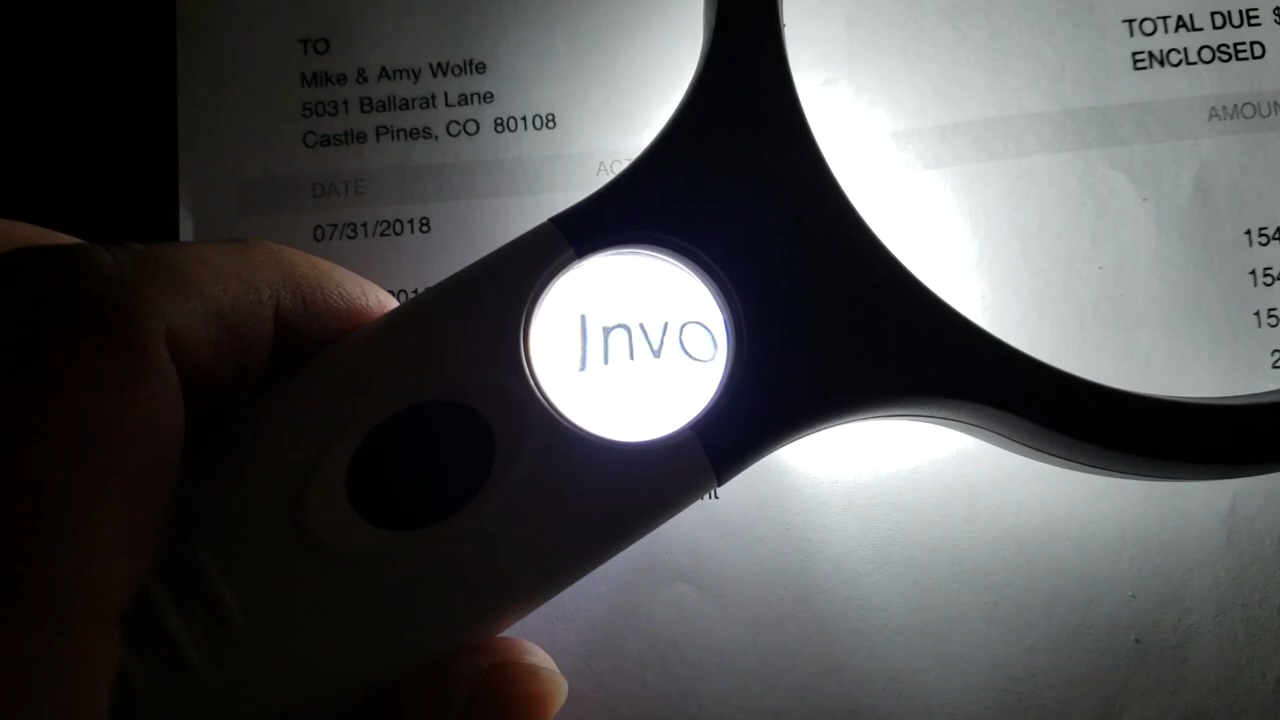 TO
Mike & Amy Wolfe
5031 Ballarat Lane
Castle Pines, CO 80108
TOTAL DUE $
ENCLOSED
DATE
07/31/2018
Invo
154
154
15
2